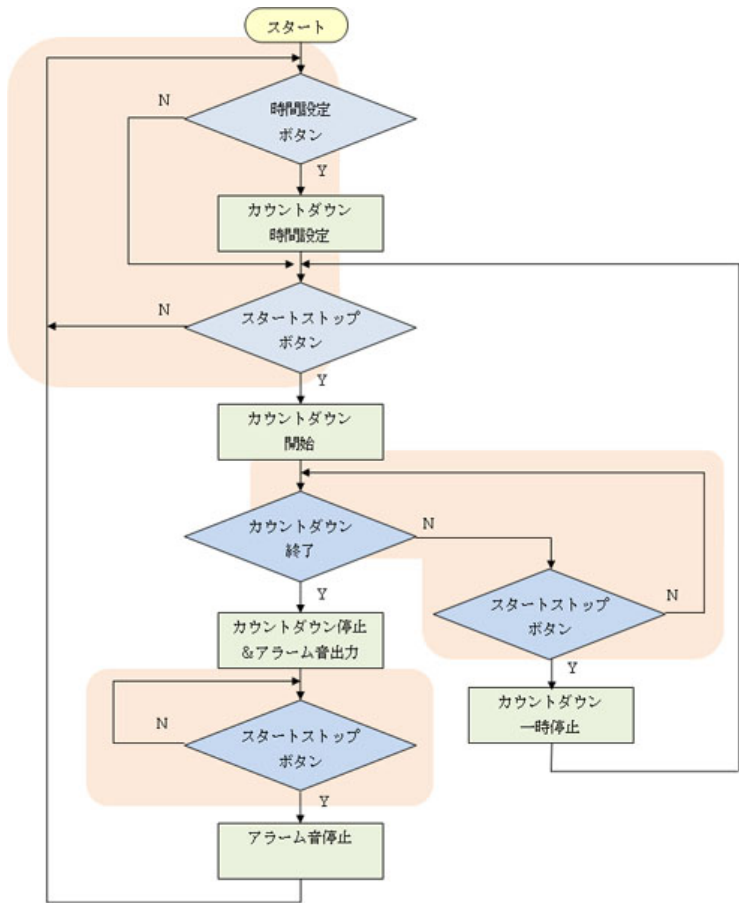 スタート
N
時間設定
ボタン
Y
カウントダウン
時間設定
N
スタートストップ
ボタン
Y
カウントダウン
開始
カウントダウン
終了
N
Y
スタートストップ
ボタン
N
Y
カウントダウン停止
&アラーム音出力
カウントダウン
一時停止
N
スタートストップ
ボタン
Y
アラーム音停止